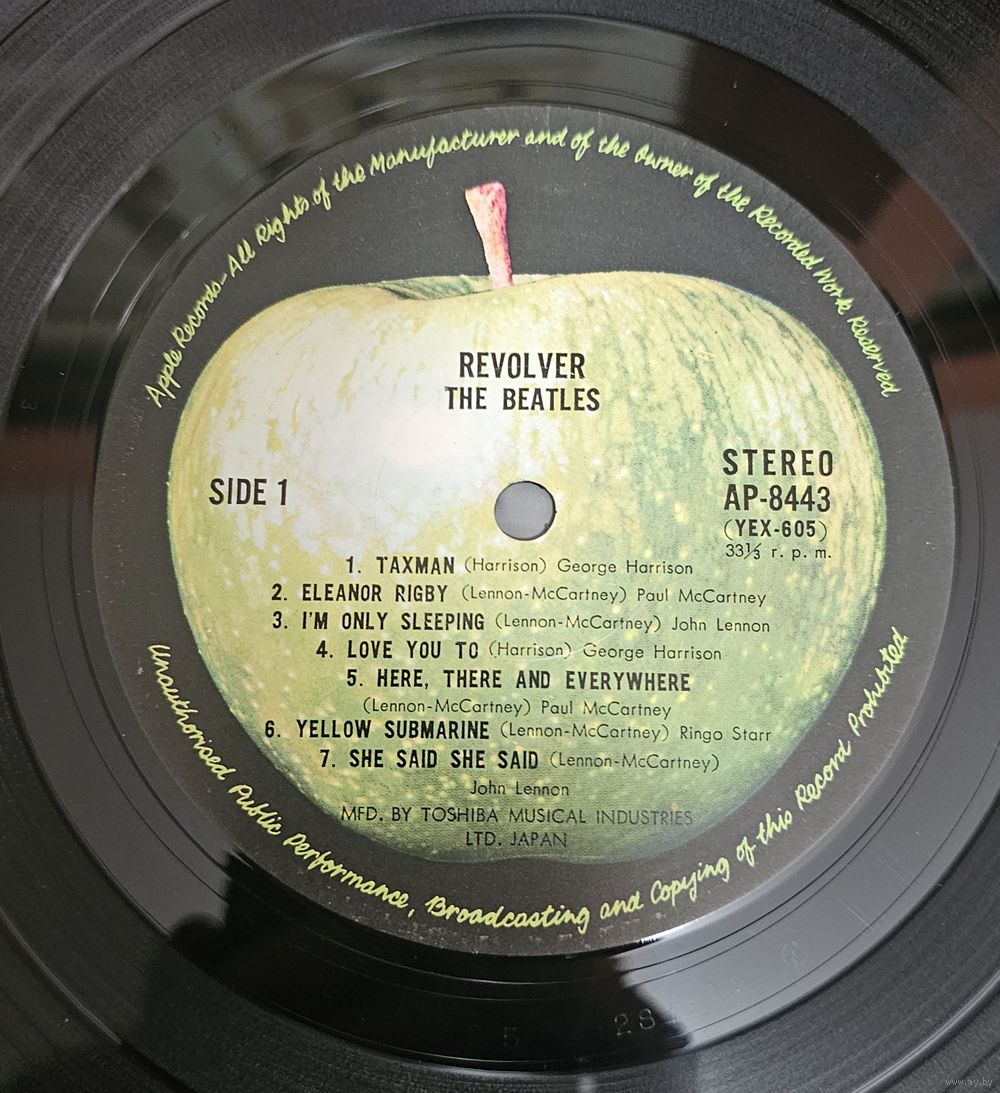 Apple Records—All Rights of the Manufacturer and of the Owner of the Recorded Work Reserved
REVOLVER
THE BEATLES
SIDE 1
STEREO
AP-8443
(YEX-605)
33⅓ r. p. m.
1. TAXMAN (Harrison) George Harrison
2. ELEANOR RIGBY (Lennon-McCartney) Paul McCartney
3. I'M ONLY SLEEPING (Lennon-McCartney) John Lennon
4. LOVE YOU TO (Harrison) George Harrison
5. HERE, THERE AND EVERYWHERE
(Lennon-McCartney) Paul McCartney
6. YELLOW SUBMARINE (Lennon-McCartney) Ringo Starr
7. SHE SAID SHE SAID (Lennon-McCartney)
John Lennon
MFD. BY TOSHIBA MUSICAL INDUSTRIES
LTD. JAPAN
Unauthorised Public Performance, Broadcasting and Copying of this Record Prohibited
5 28
www.ay.by